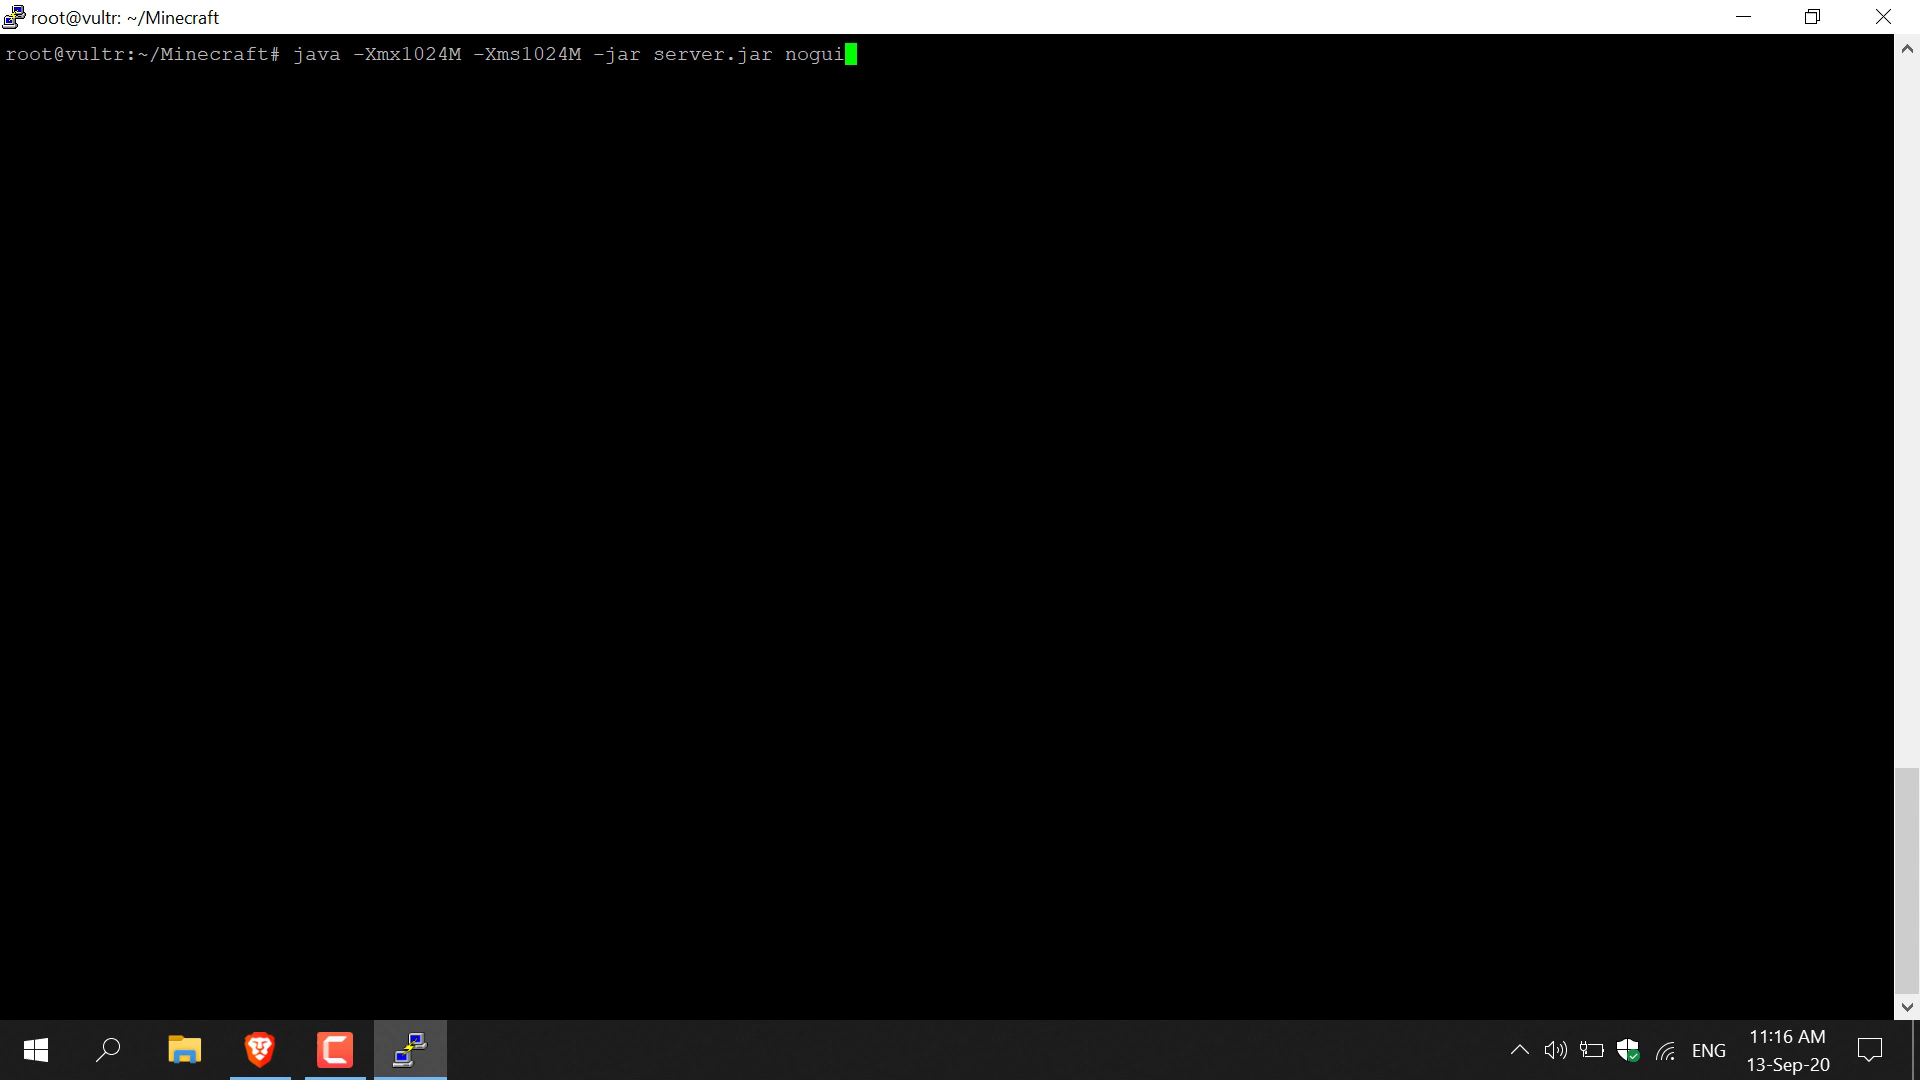 root@vultr: ~/Minecraft
root@vultr:~/Minecraft# java -Xmx1024M -Xms1024M -jar server.jar nogui
ENG
11:16 AM
13-Sep-20